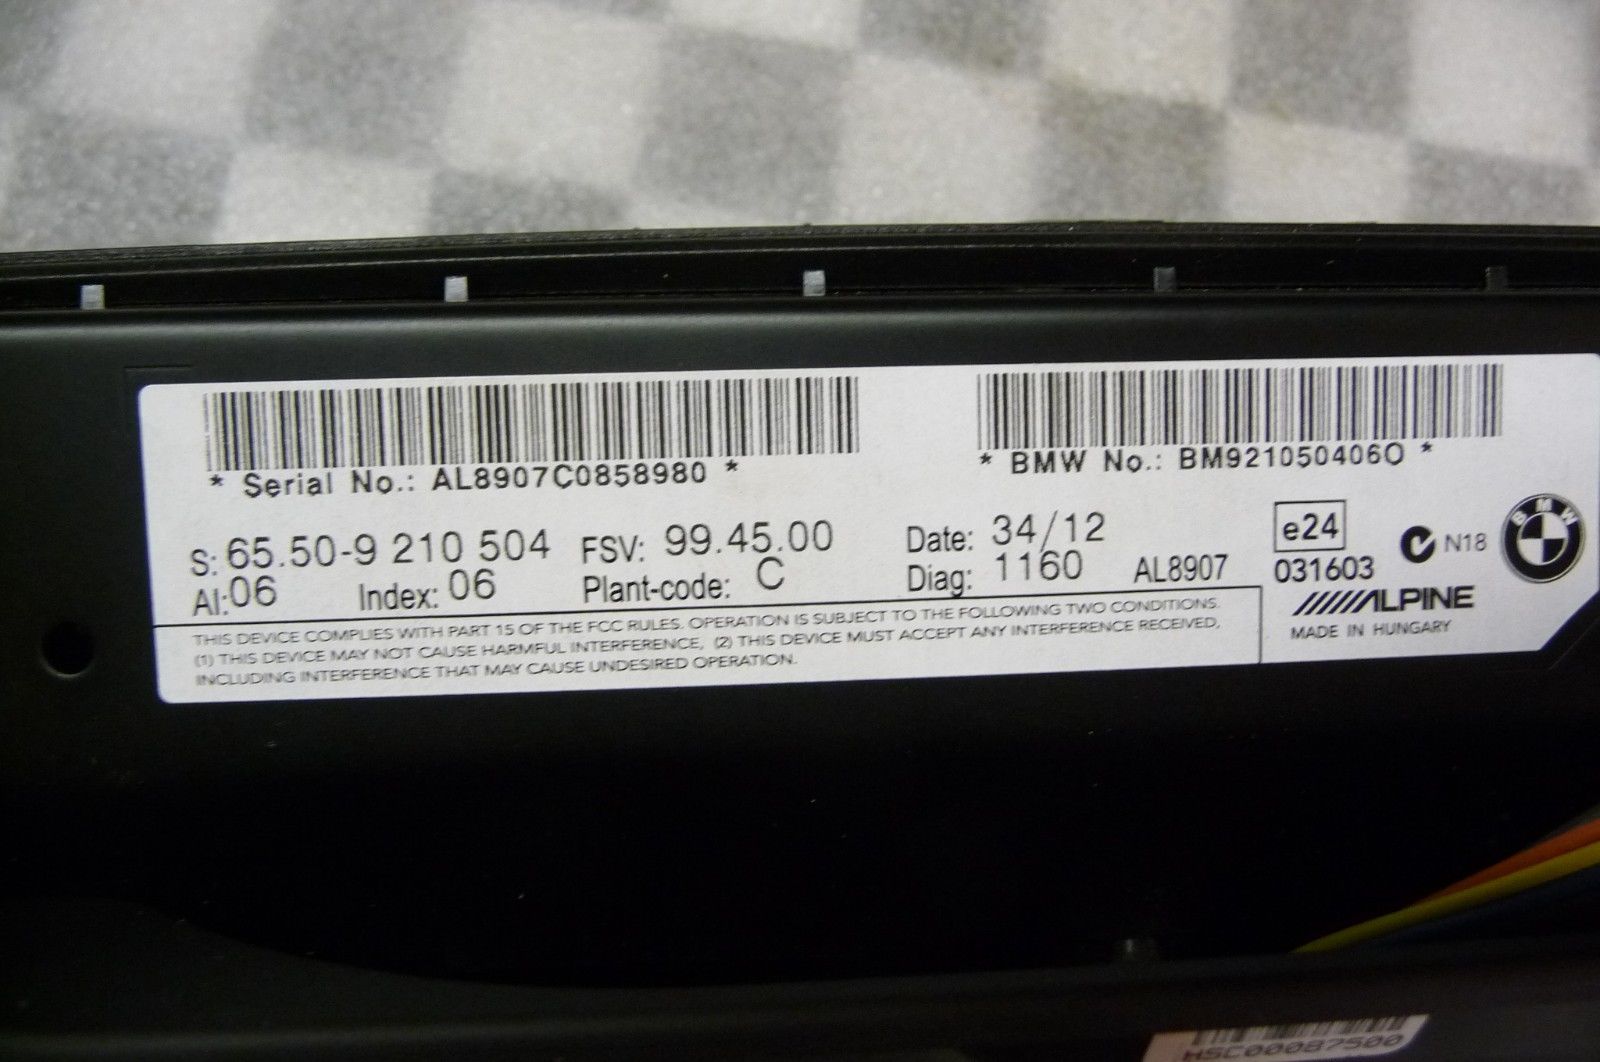 * Serial No.: AL8907C0858980 *
* BMW No.: BM9210504060 *
S: 65.50-9 210 504 FSV: 99.45.00 Date: 34/12
AI: 06 Index: 06 Plant-code: C Diag: 1160 AL8907
e24
031603
N18
BMW
ALPINE
MADE IN HUNGARY
THIS DEVICE COMPLIES WITH PART 15 OF THE FCC RULES. OPERATION IS SUBJECT TO THE FOLLOWING TWO CONDITIONS.
(1) THIS DEVICE MAY NOT CAUSE HARMFUL INTERFERENCE, (2) THIS DEVICE MUST ACCEPT ANY INTERFERENCE RECEIVED,
INCLUDING INTERFERENCE THAT MAY CAUSE UNDESIRED OPERATION.
HSC00087500